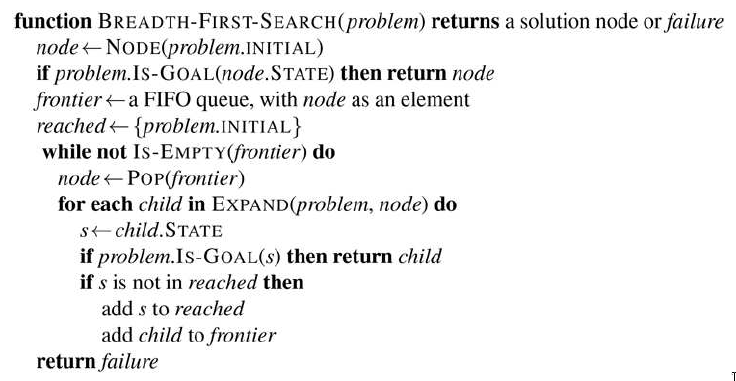 function BREADTH-FIRST-SEARCH(problem) returns a solution node or failure
node ← NODE(problem.INITIAL)
if problem.IS-GOAL(node.STATE) then return node
frontier ← a FIFO queue, with node as an element
reached ← {problem.INITIAL}
while not IS-EMPTY(frontier) do
node ← POP(frontier)
for each child in EXPAND(problem, node) do
s ← child.STATE
if problem.IS-GOAL(s) then return child
if s is not in reached then
add s to reached
add child to frontier
return failure